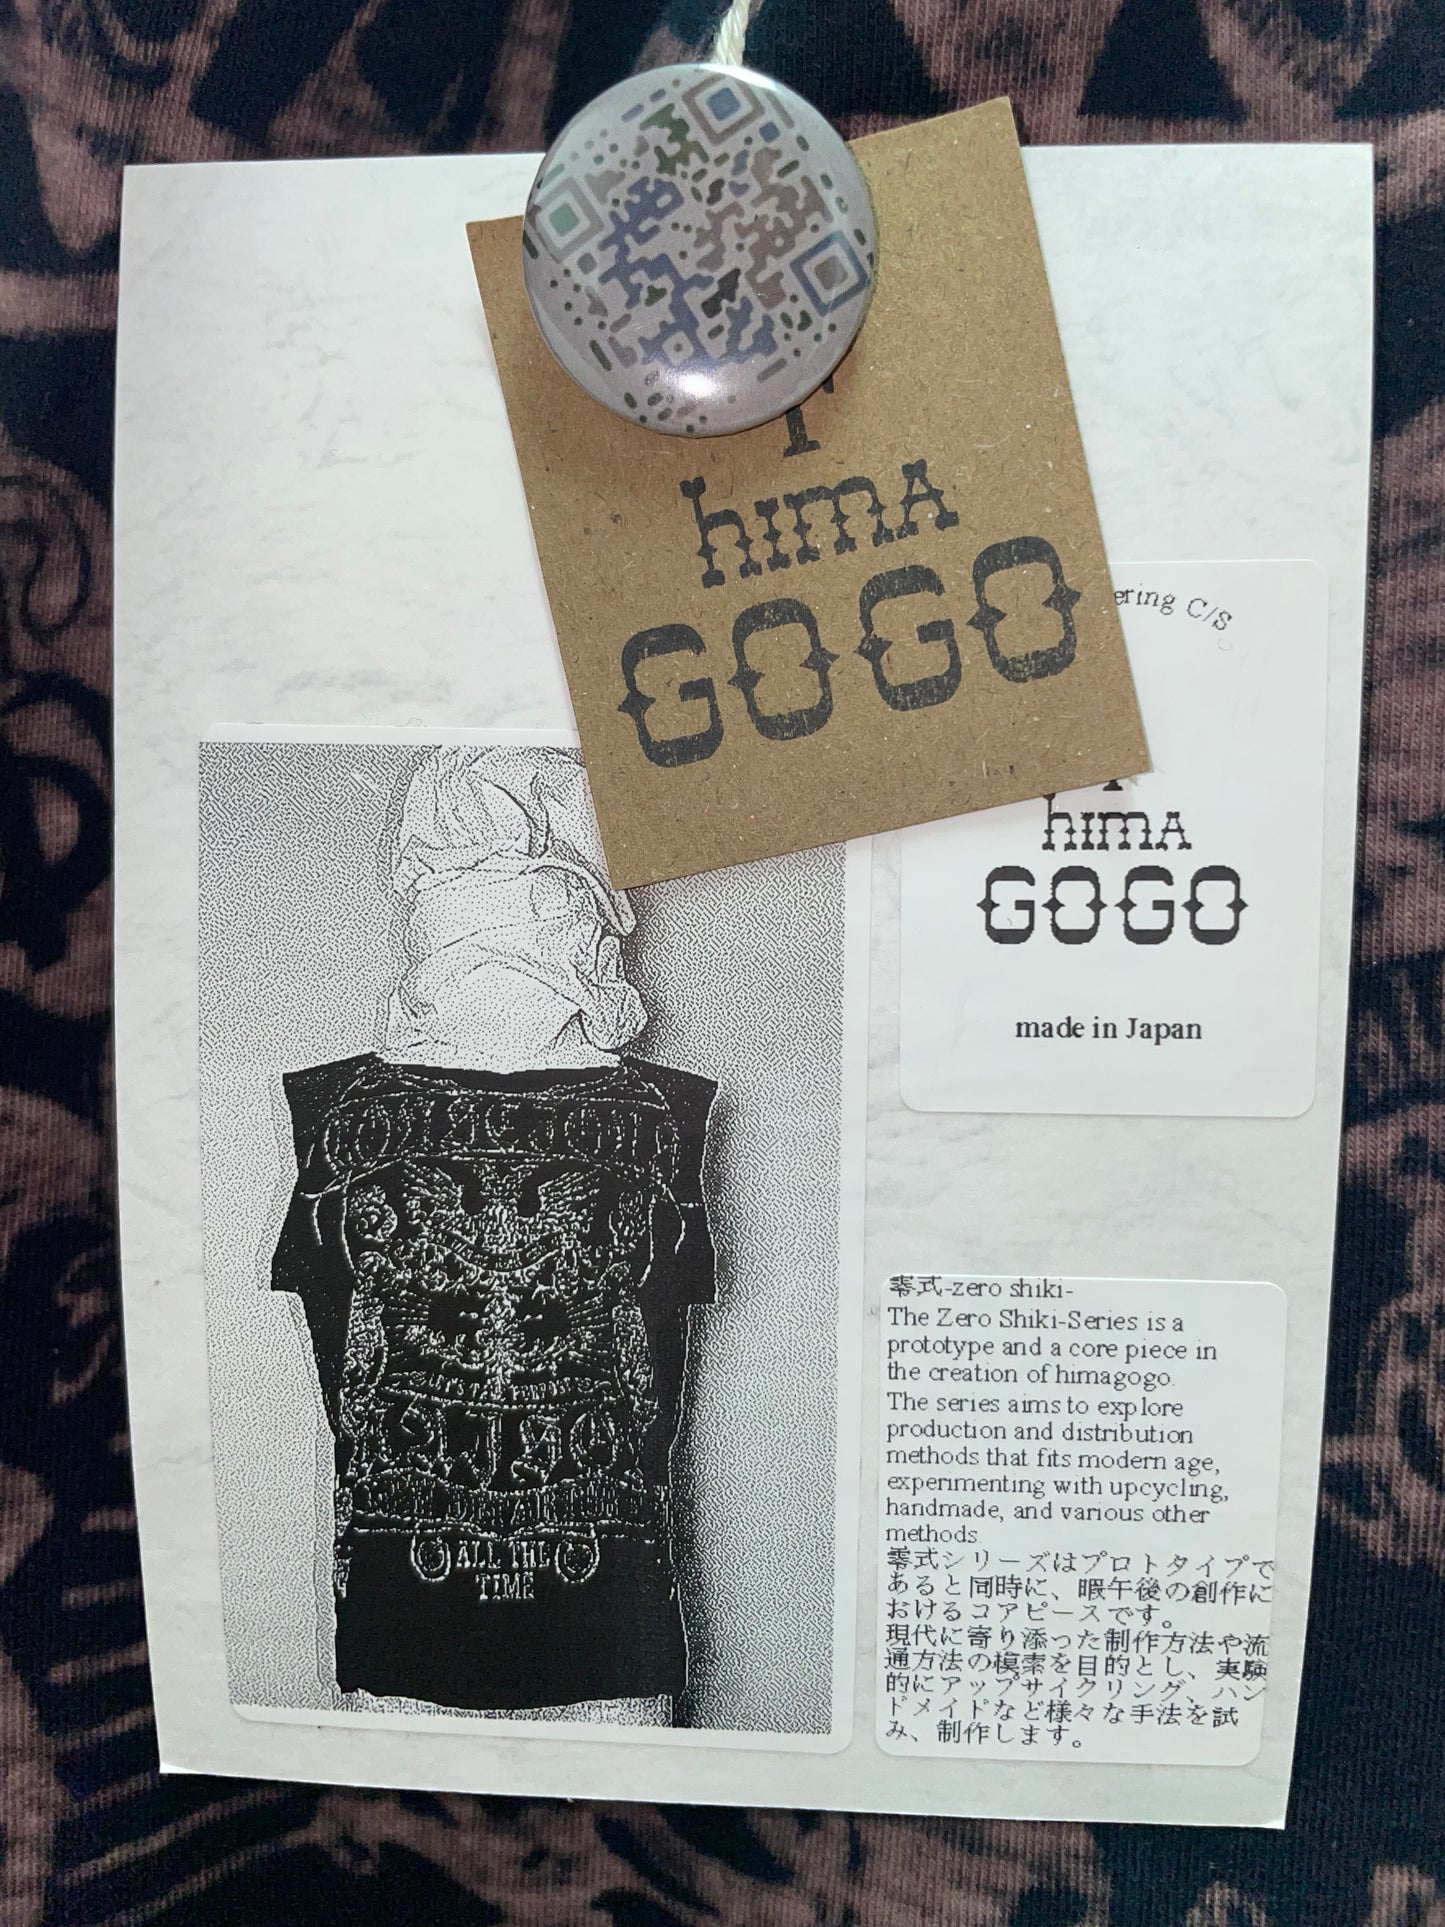 himA
GOGO
ering C/S
himA
GOGO
made in Japan
ALL THE
TIME
零式-zero shiki-
The Zero Shiki-Series is a
prototype and a core piece in
the creation of himagogo.
The series aims to explore
production and distribution
methods that fits modern age,
experimenting with upcycling,
handmade, and various other
methods.
零式シリーズはプロトタイプで
あると同時に、暇午後の創作に
おけるコアピースです。
現代に寄り添った制作方法や流
通方法の模索を目的とし、実験
的にアップサイクリング、ハン
ドメイドなど様々な手法を試
み、制作します。